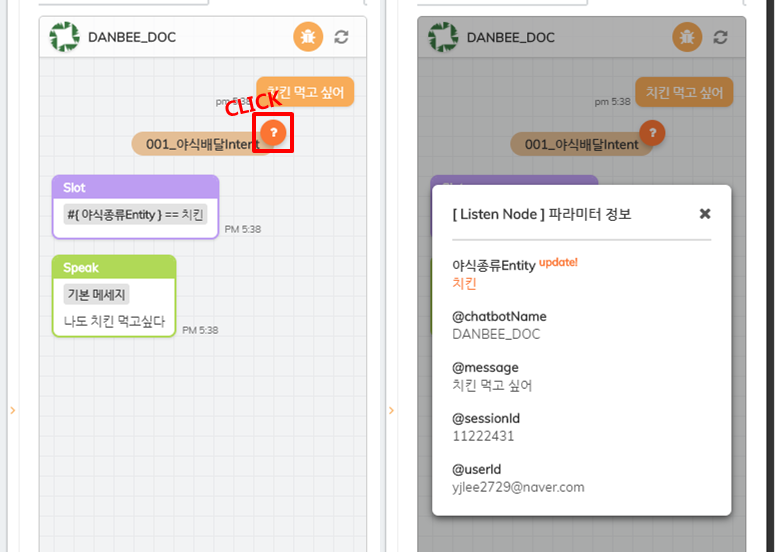 DANBEE_DOC
치킨 먹고 싶어
pm 5:38
CLICK
?
001_야식배달Intent
Slot
#{ 야식종류Entity } == 치킨
PM 5:38
Speak
기본 메세지
나도 치킨 먹고싶다
PM 5:38
DANBEE_DOC
치킨 먹고 싶어
pm 5:38
?
001_야식배달Intent
[ Listen Node ] 파라미터 정보
야식종류Entity update!
치킨
@chatbotName
DANBEE_DOC
@message
치킨 먹고 싶어
@sessionId
11222431
@userId
yjlee2729@naver.com